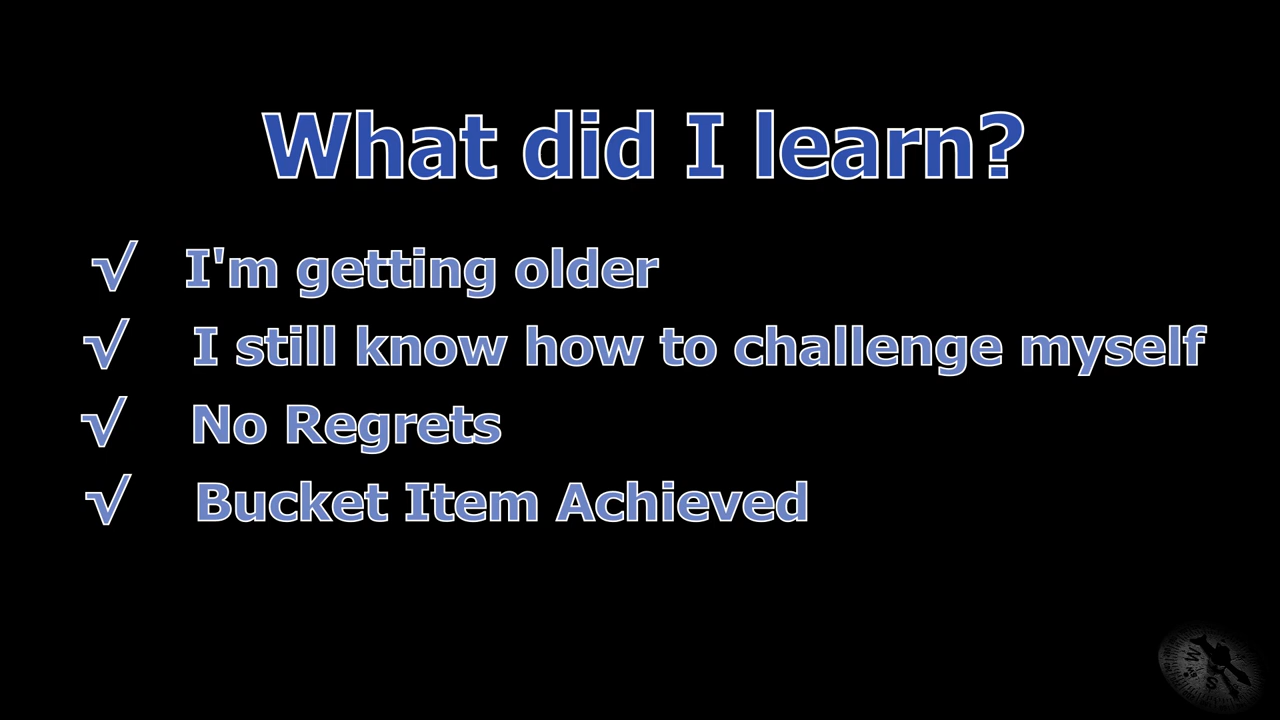 What did I learn?
√ I'm getting older
√ I still know how to challenge myself
√ No Regrets
√ Bucket Item Achieved
W
S